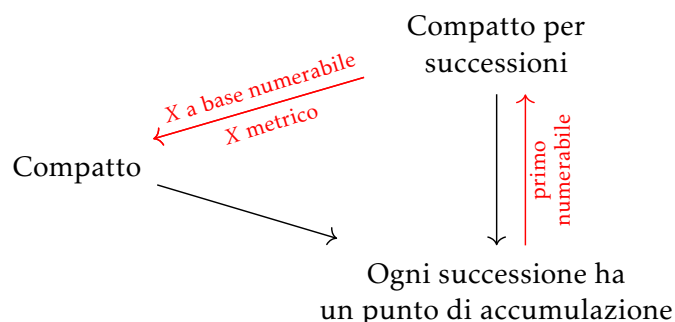 Compatto per
successioni
X a base numerabile
X metrico
primo
numerabile
Compatto
Ogni successione ha
un punto di accumulazione